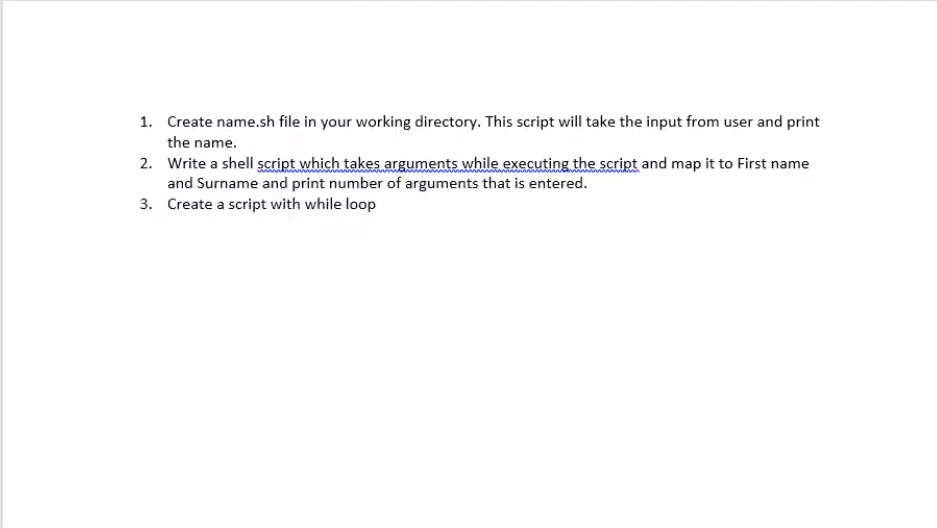 1. Create name.sh file in your working directory. This script will take the input from user and print
the name.
2. Write a shell script which takes arguments while executing the script and map it to First name
and Surname and print number of arguments that is entered.
3. Create a script with while loop